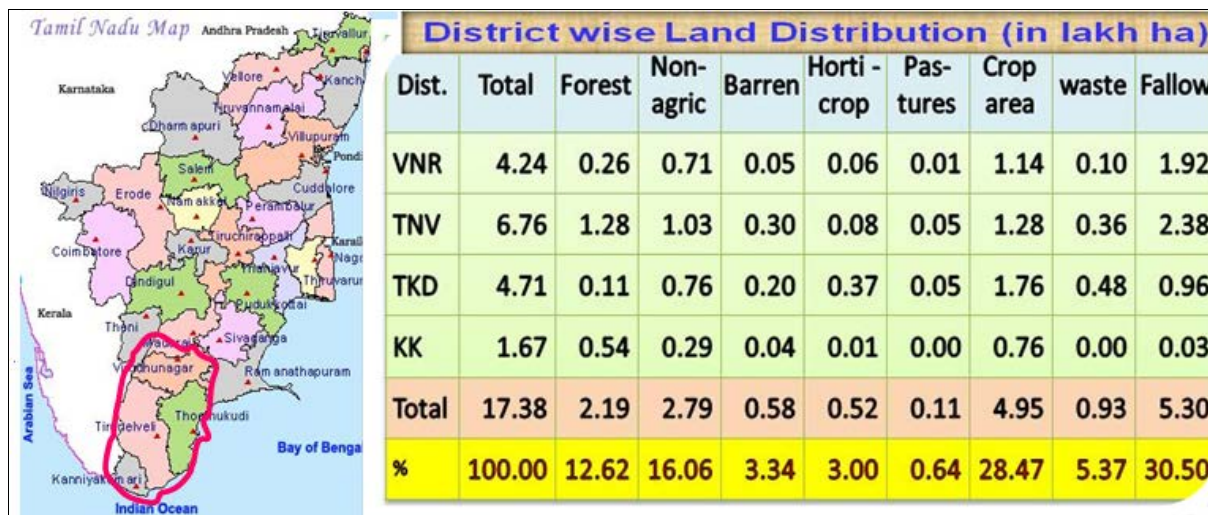 Tamil Nadu Map
Andhra Pradesh
Tiruvallur
Vellore
Kanch
Karnataka
Tiruvannamalai
Dharmapuri
Villupuram
Pondi
Salem
Cuddalore
Nilgiris
Erode
Namakkal
Perambalur
Tiruchirappalli
Coimbatore
Karur
Karail
Thanjavur
Naga
Thiruvarur
Dindigul
Pudukkottai
Kerala
Theni
Madurai
Sivaganga
Virudhunagar
Ramanathapuram
Arabian Sea
Thoothukudi
Tirunelveli
Bay of Bengal
Kanniyakumari
Indian Ocean
District wise Land Distribution (in lakh ha)
Dist. Total Forest Non-agric Barren Horti - crop Pas-tures Crop area waste Fallow
VNR 4.24 0.26 0.71 0.05 0.06 0.01 1.14 0.10 1.92
TNV 6.76 1.28 1.03 0.30 0.08 0.05 1.28 0.36 2.38
TKD 4.71 0.11 0.76 0.20 0.37 0.05 1.76 0.48 0.96
KK 1.67 0.54 0.29 0.04 0.01 0.00 0.76 0.00 0.03
Total 17.38 2.19 2.79 0.58 0.52 0.11 4.95 0.93 5.30
% 100.00 12.62 16.06 3.34 3.00 0.64 28.47 5.37 30.50